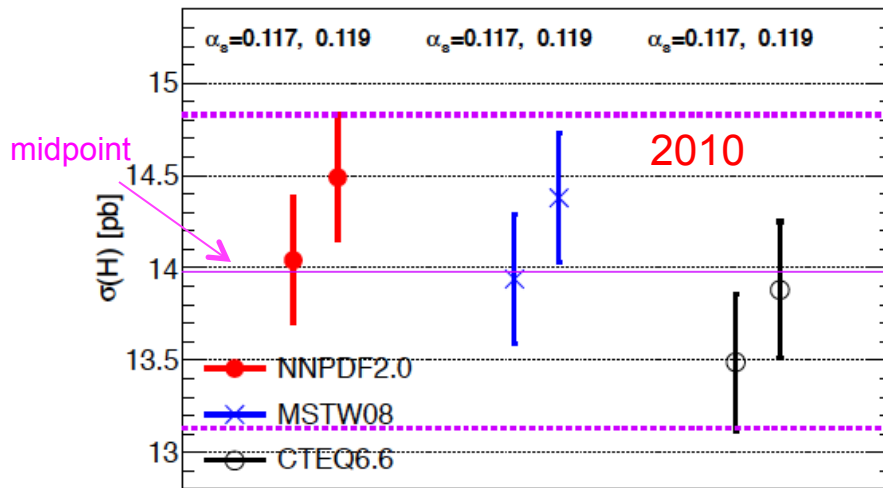 αs=0.117, 0.119 αs=0.117, 0.119 αs=0.117, 0.119
15
midpoint
2010
14.5
σ(H) [pb]
14
13.5
NNPDF2.0
MSTW08
13
CTEQ6.6